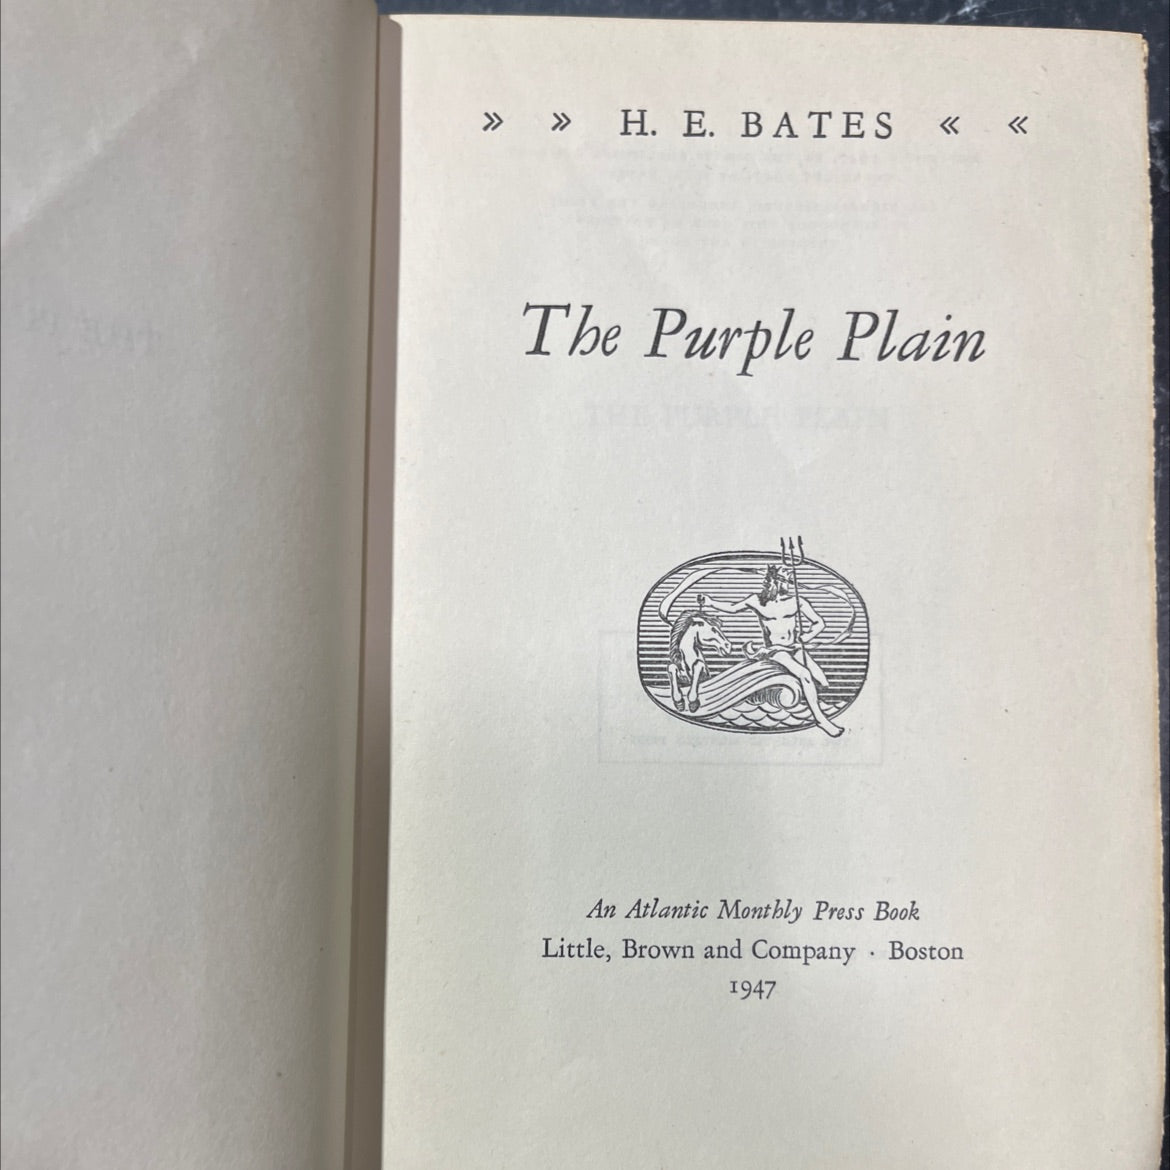 » » H. E. BATES « «
The Purple Plain
An Atlantic Monthly Press Book
Little, Brown and Company · Boston
1947